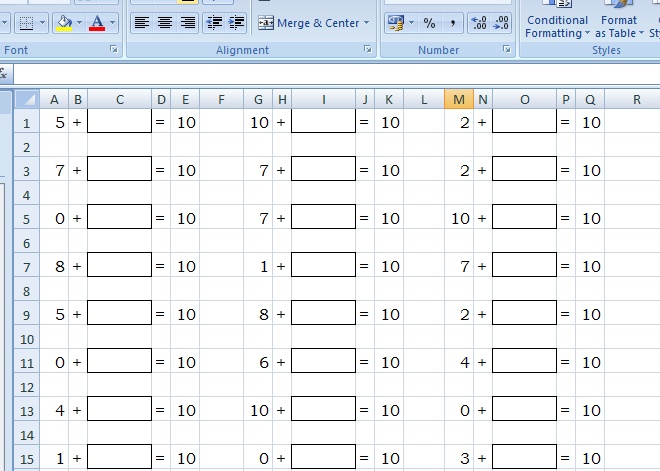 Conditional Format
Merge & Center % , .00 .00 Formatting as Table St
A
Font Alignment Number Styles
A B C D E F G H I J K L M N O P Q R
1 5 + = 10 10 + = 10 2 + = 10
2
3 7 + = 10 7 + = 10 2 + = 10
4
5 0 + = 10 7 + = 10 10 + = 10
6
7 8 + = 10 1 + = 10 7 + = 10
8
9 5 + = 10 8 + = 10 2 + = 10
10
11 0 + = 10 6 + = 10 4 + = 10
12
13 4 + = 10 10 + = 10 0 + = 10
14
15 1 + = 10 0 + = 10 3 + = 10